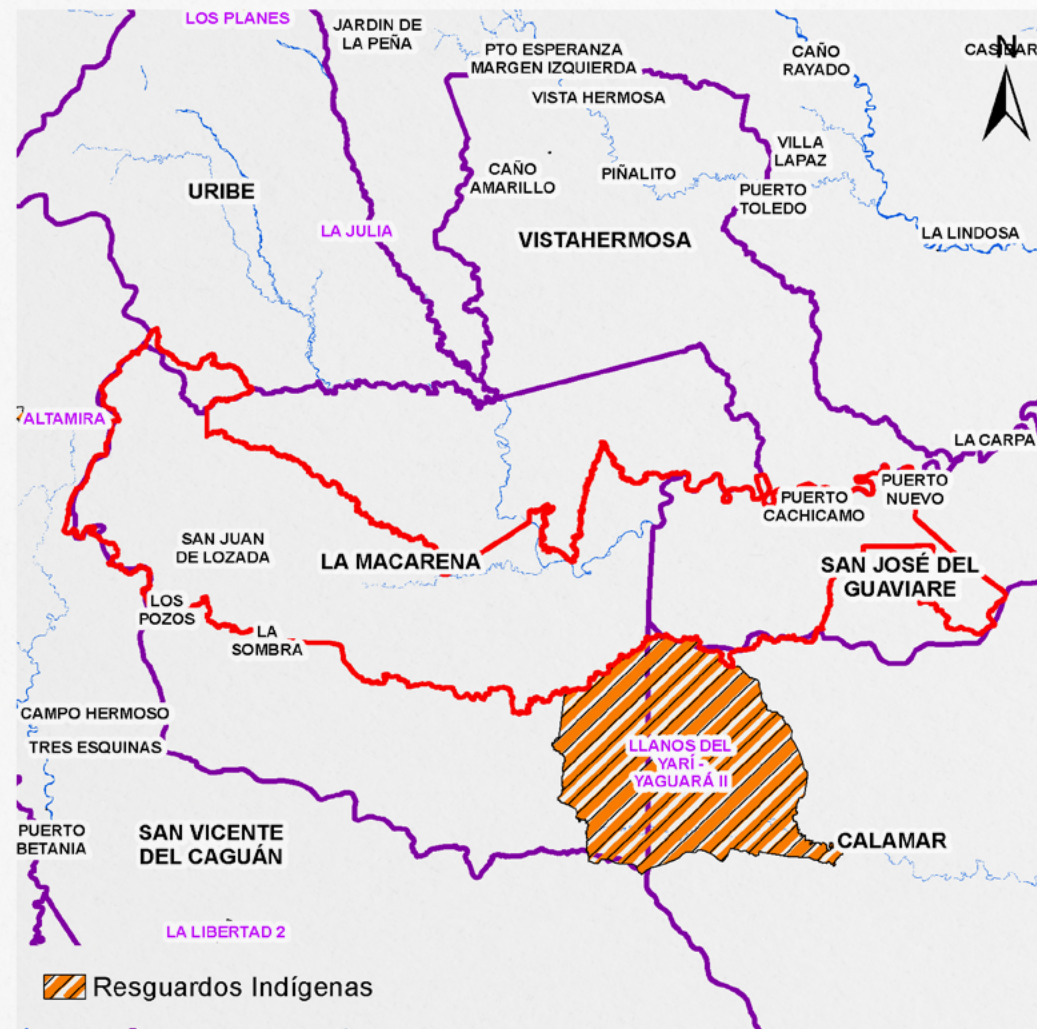 LOS PLANES
JARDIN DE
LA PEÑA
PTO ESPERANZA
MARGEN IZQUIERDA
CAÑO
RAYADO
N
VISTA HERMOSA
URIBE
CAÑO
AMARILLO
PIÑALITO
VILLA
LAPAZ
PUERTO
TOLEDO
LA JULIA
VISTAHERMOSA
LA LINDOSA
ALTAMIRA
LA CARPA
PUERTO
CACHICAMO
PUERTO
NUEVO
SAN JUAN
DE LOZADA
LA MACARENA
SAN JOSÉ DEL
GUAVIARE
LOS
POZOS
LA
SOMBRA
CAMPO HERMOSO
TRES ESQUINAS
LLANOS DEL
YARÍ -
YAGUARÁ II
PUERTO
BETANIA
SAN VICENTE
DEL CAGUÁN
CALAMAR
LA LIBERTAD 2
Resguardos Indígenas